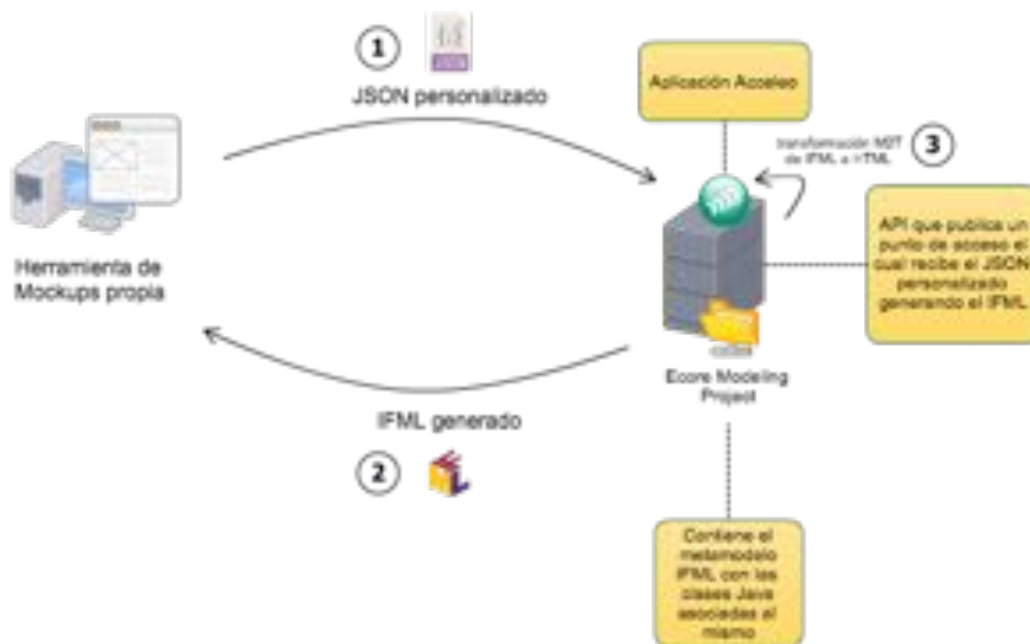 1
JSON
JSON personalizado
Aplicación Acceleo
transformación M2T
de IFML a HTML
3
Herramienta de
Mockups propia
API que publica un
punto de acceso el
cual recibe el JSON
personalizado
generando el IFML
Ecore Modeling
Project
IFML generado
2
Contiene el
metamodelo
IFML con las
clases Java
asociadas al
mismo